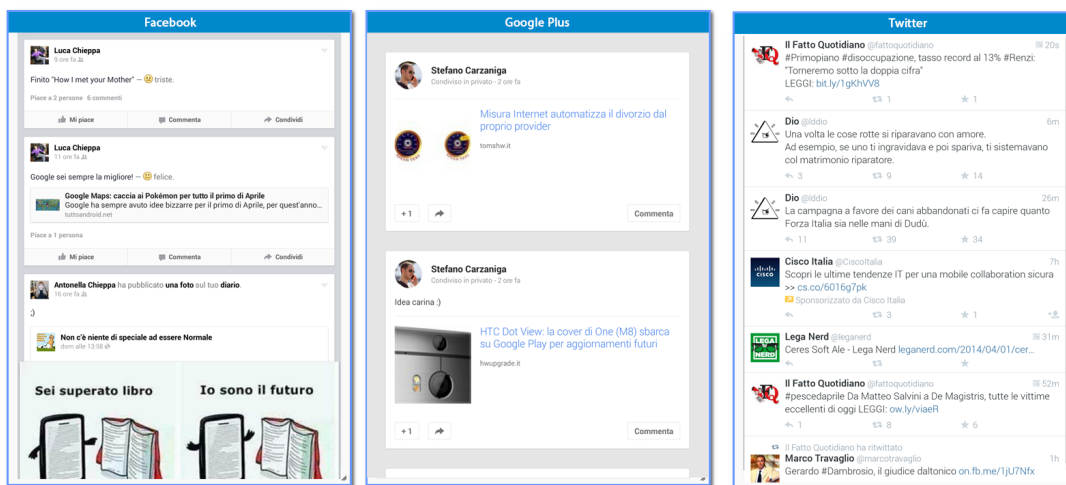 Facebook
Luca Chieppa
9 ore fa
Finito "How I met your Mother" — triste.
Piace a 2 persone 6 commenti
Mi piace Commenta Condividi
Luca Chieppa
11 ore fa
Google sei sempre la migliore! — felice.
Google Maps: caccia ai Pokémon per tutto il primo di Aprile
Google ha sempre avuto idee bizzarre per il primo di Aprile, per quest'anno...
tuttoandroid.net
Piace a 1 persona
Mi piace Commenta Condividi
Antonella Chieppa ha pubblicato una foto sul tuo diario.
16 ore fa
;)
Non c'è niente di speciale ad essere Normale
dom alle 13:58
Sei superato libro Io sono il futuro
Google Plus
Stefano Carzaniga
Condiviso in privato - 2 ore fa
Misura Internet automatizza il divorzio dal
proprio provider
tomshw.it
+1 Commenta
Stefano Carzaniga
Condiviso in privato - 2 ore fa
Idea carina :)
HTC Dot View: la cover di One (M8) sbarca
su Google Play per aggiornamenti futuri
hwupgrade.it
+1 Commenta
Twitter
Il Fatto Quotidiano @fattoquotidiano 20s
#Primopiano #disoccupazione, tasso record al 13% #Renzi:
"Torneremo sotto la doppia cifra"
LEGGI: bit.ly/1gKhVV8
1 1
Dio @Iddio 6m
Una volta le cose rotte si riparavano con amore.
Ad esempio, se uno ti ingravidava e poi spariva, ti sistemavano
col matrimonio riparatore.
3 9 14
Dio @Iddio 26m
La campagna a favore dei cani abbandonati ci fa capire quanto
Forza Italia sia nelle mani di Dudù.
11 39 34
cisco
Cisco Italia @CiscoItalia 7h
Scopri le ultime tendenze IT per una mobile collaboration sicura
>> cs.co/6016g7pk
Sponsorizzato da Cisco Italia
3 1
LEGA
NERD
Lega Nerd @leganerd 31m
Ceres Soft Ale - Lega Nerd leganerd.com/2014/04/01/cer...
Il Fatto Quotidiano @fattoquotidiano 52m
#pescedaprile Da Matteo Salvini a De Magistris, tutte le vittime
eccellenti di oggi LEGGI: ow.ly/viaeR
1 8 6
Il Fatto Quotidiano ha ritwittato
Marco Travaglio @marcotravaglio 1h
Gerardo #Dambrosio, il giudice daltonico on.fb.me/1jU7Nfx